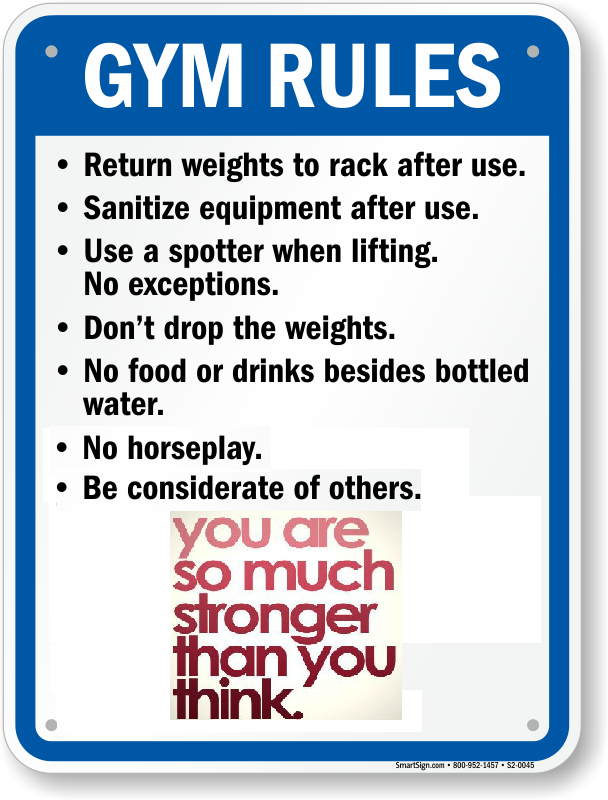 GYM RULES
• Return weights to rack after use.
• Sanitize equipment after use.
• Use a spotter when lifting.
No exceptions.
• Don't drop the weights.
• No food or drinks besides bottled
water.
• No horseplay.
• Be considerate of others.
you are
so much
stronger
than you
think.
SmartSign.com • 800-952-1457 • S2-0045